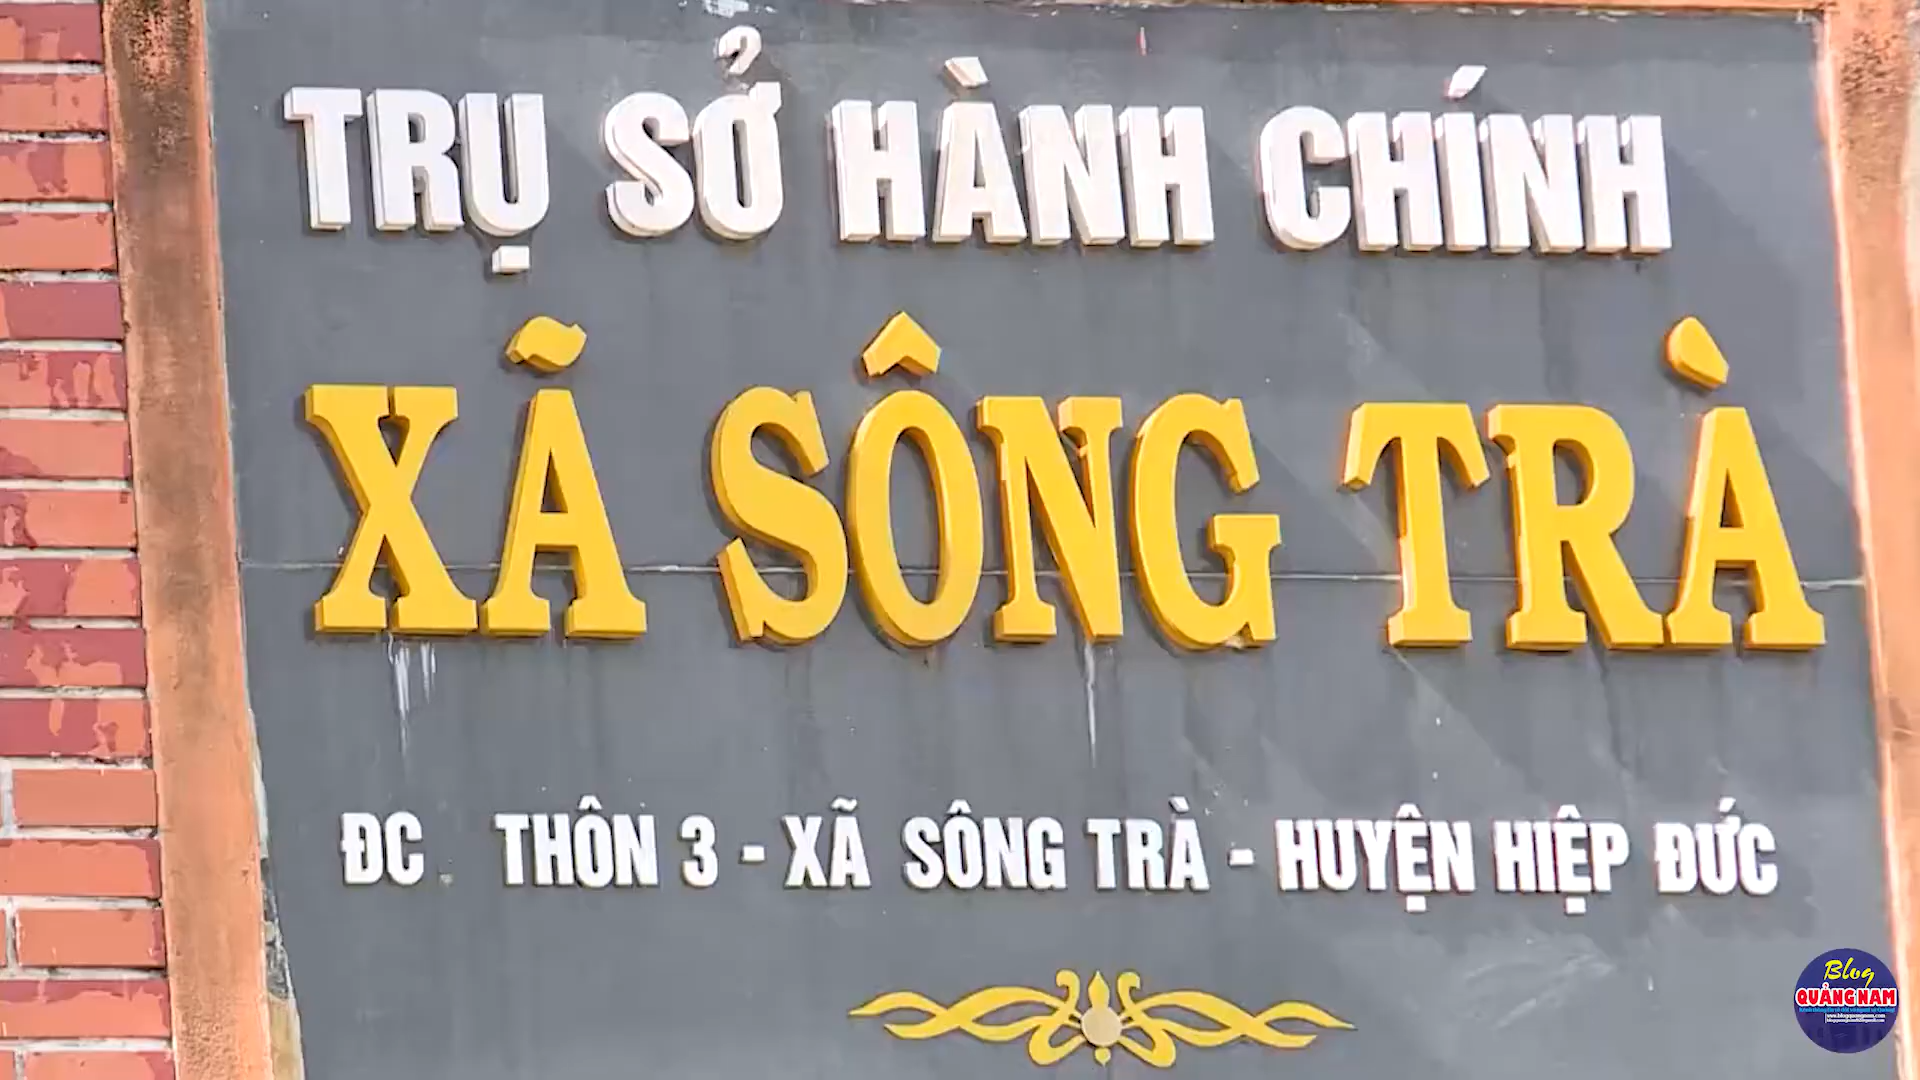 TRỤ SỞ HÀNH CHÍNH
XÃ SÔNG TRÀ
ĐC THÔN 3 - XÃ SÔNG TRÀ - HUYỆN HIỆP ĐỨC
Blog
QUẢNG NAM